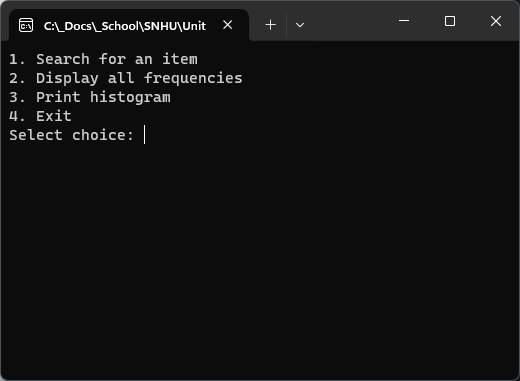 C:\_Docs\_School\SNHU\Unit
1. Search for an item
2. Display all frequencies
3. Print histogram
4. Exit
Select choice: